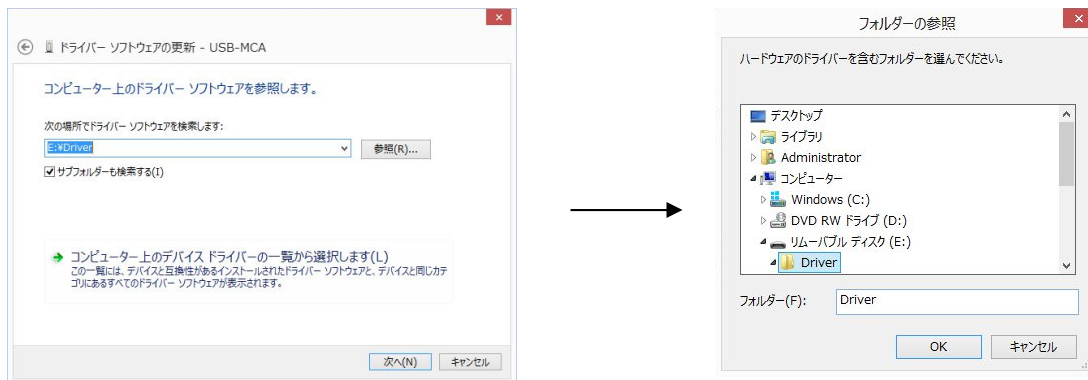 ドライバー ソフトウェアの更新 - USB-MCA
コンピューター上のドライバー ソフトウェアを参照します。
次の場所でドライバー ソフトウェアを検索します:
E:¥Driver
参照(R)...
サブフォルダーも検索する(I)
コンピューター上のデバイス ドライバーの一覧から選択します(L)
この一覧には、デバイスと互換性があるインストールされたドライバー ソフトウェアと、デバイスと同じカテ
ゴリにあるすべてのドライバー ソフトウェアが表示されます。
次へ(N)
キャンセル
フォルダーの参照
ハードウェアのドライバーを含むフォルダーを選んでください。
デスクトップ
ライブラリ
Administrator
コンピューター
Windows (C:)
DVD RW ドライブ (D:)
リムーバブル ディスク (E:)
Driver
フォルダー(F):
Driver
OK
キャンセル